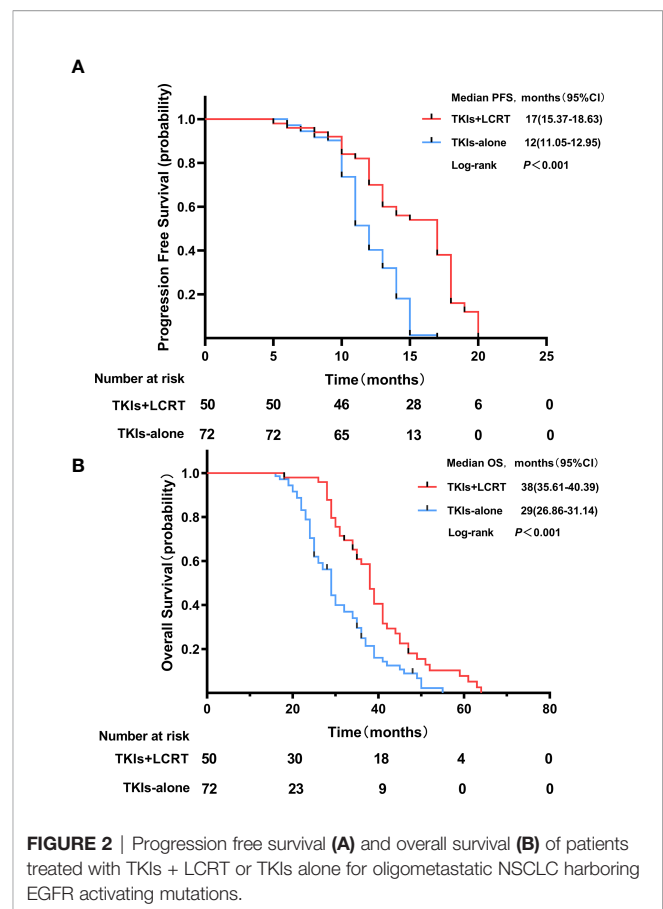 A
Median PFS, months(95%CI)
TKIs+LCRT 17(15.37-18.63)
TKIs-alone 12(11.05-12.95)
Log-rank P<0.001
Progression Free Survival (probability)
1.0
0.8
0.6
0.4
0.2
0 5 10 15 20 25
Time(months)
Number at risk
TKIs+LCRT 50 50 46 28 6 0
TKIs-alone 72 72 65 13 0 0
B
Median OS, months(95%CI)
TKIs+LCRT 38(35.61-40.39)
TKIs-alone 29(26.86-31.14)
Log-rank P<0.001
Overall Survival(probability)
1.0
0.8
0.6
0.4
0.2
0 20 40 60 80
Time(months)
Number at risk
TKIs+LCRT 50 30 18 4 0
TKIs-alone 72 23 9 0 0
FIGURE 2 | Progression free survival (A) and overall survival (B) of patients
treated with TKIs + LCRT or TKIs alone for oligometastatic NSCLC harboring
EGFR activating mutations.